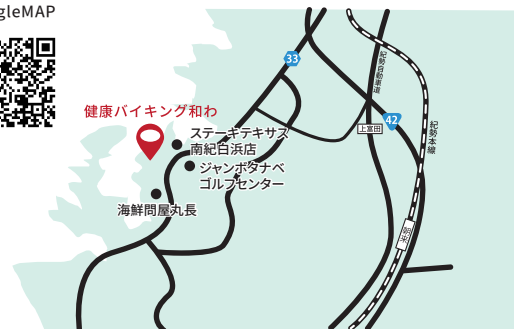 gleMAP
33
紀勢自動車道
健康バイキング和わ
42
上富田
紀勢本線
ステーキテキサス
南紀白浜店
ジャンボタナベ
ゴルフセンター
海鮮問屋丸長
朝来